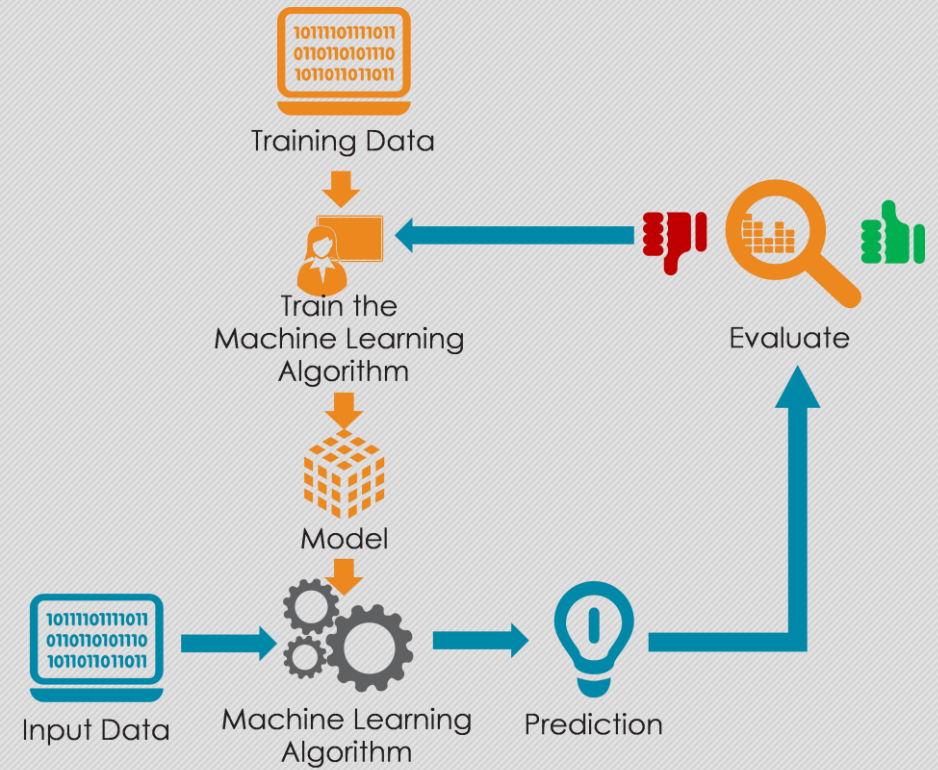 1011110111011
0110110101110
1011011011011
Training Data
Train the
Machine Learning
Algorithm
Evaluate
Model
1011110111011
0110110101110
1011011011011
Input Data
Machine Learning
Algorithm
Prediction